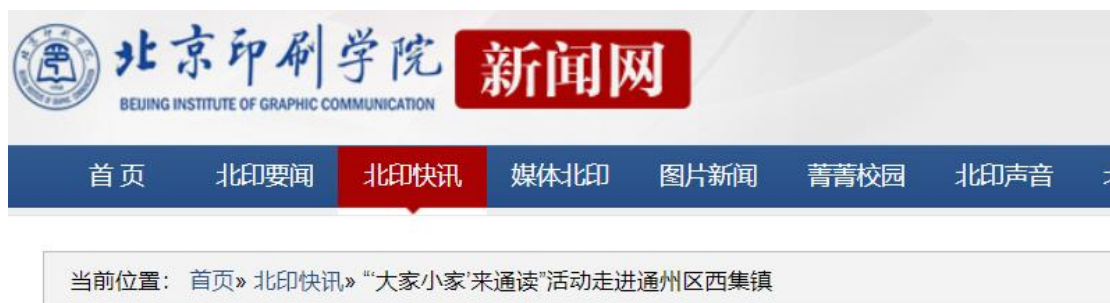 北京印刷学院 新闻网
BEIJING INSTITUTE OF GRAPHIC COMMUNICATION
首页 北印要闻 北印快讯 媒体北印 图片新闻 菁菁校园 北印声音
当前位置： 首页» 北印快讯» “‘大家小家’来通读”活动走进通州区西集镇